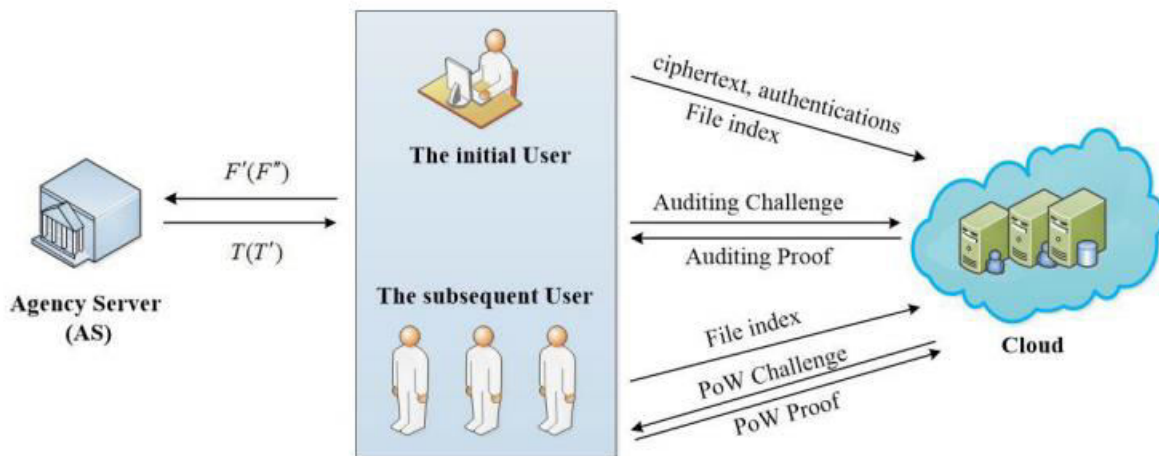 The initial User
ciphertext, authentications
File index
F′(F″)
T(T′)
Agency Server
(AS)
Auditing Challenge
Auditing Proof
The subsequent User
File index
PoW Challenge
PoW Proof
Cloud